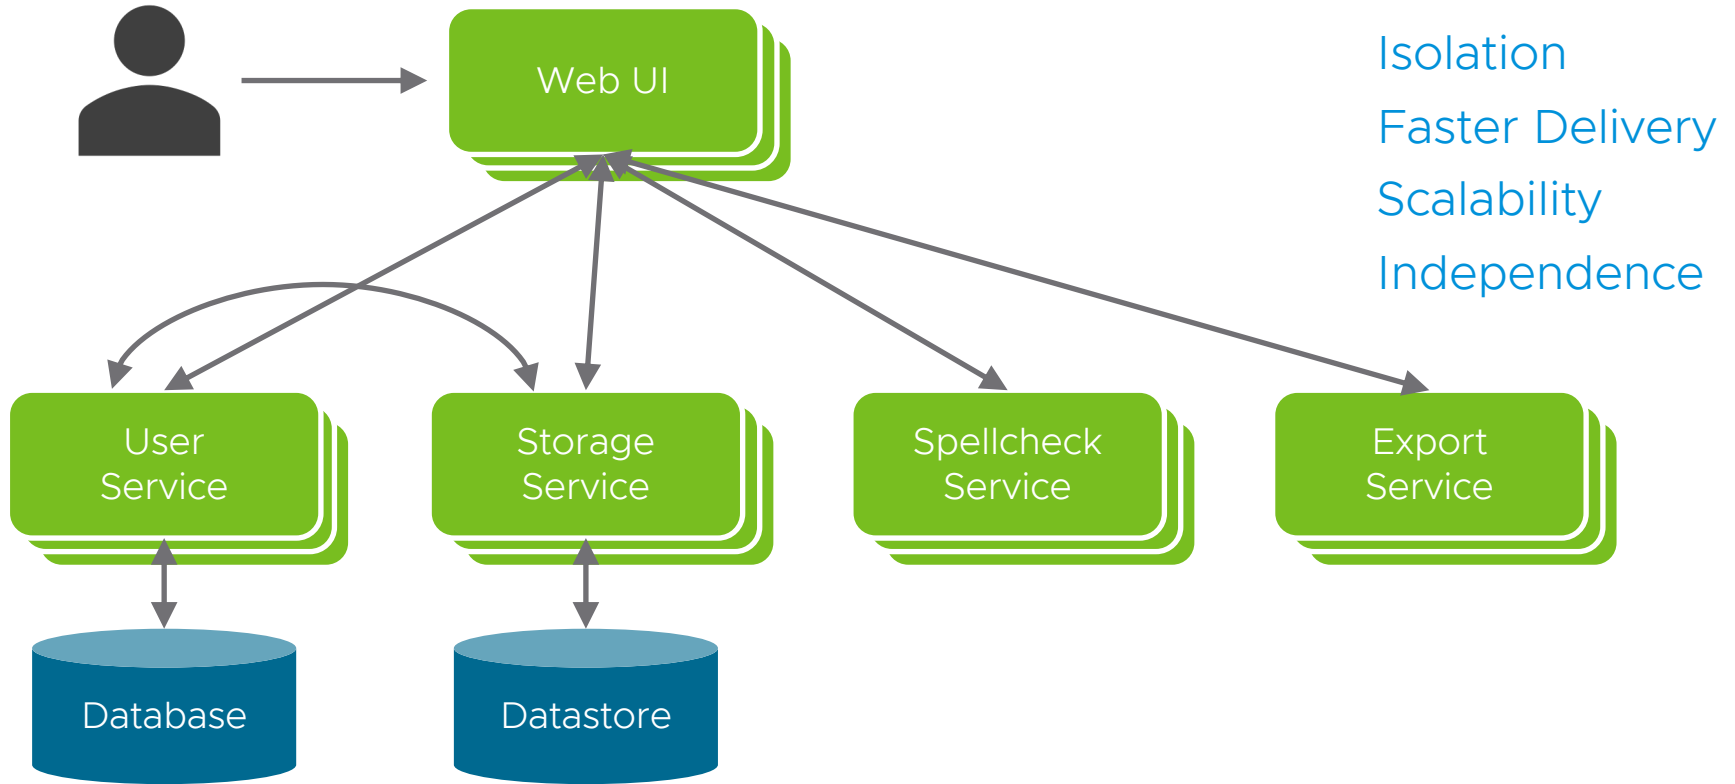 Web UI
Isolation
Faster Delivery
Scalability
Independence
User
Service
Storage
Service
Spellcheck
Service
Export
Service
Database
Datastore